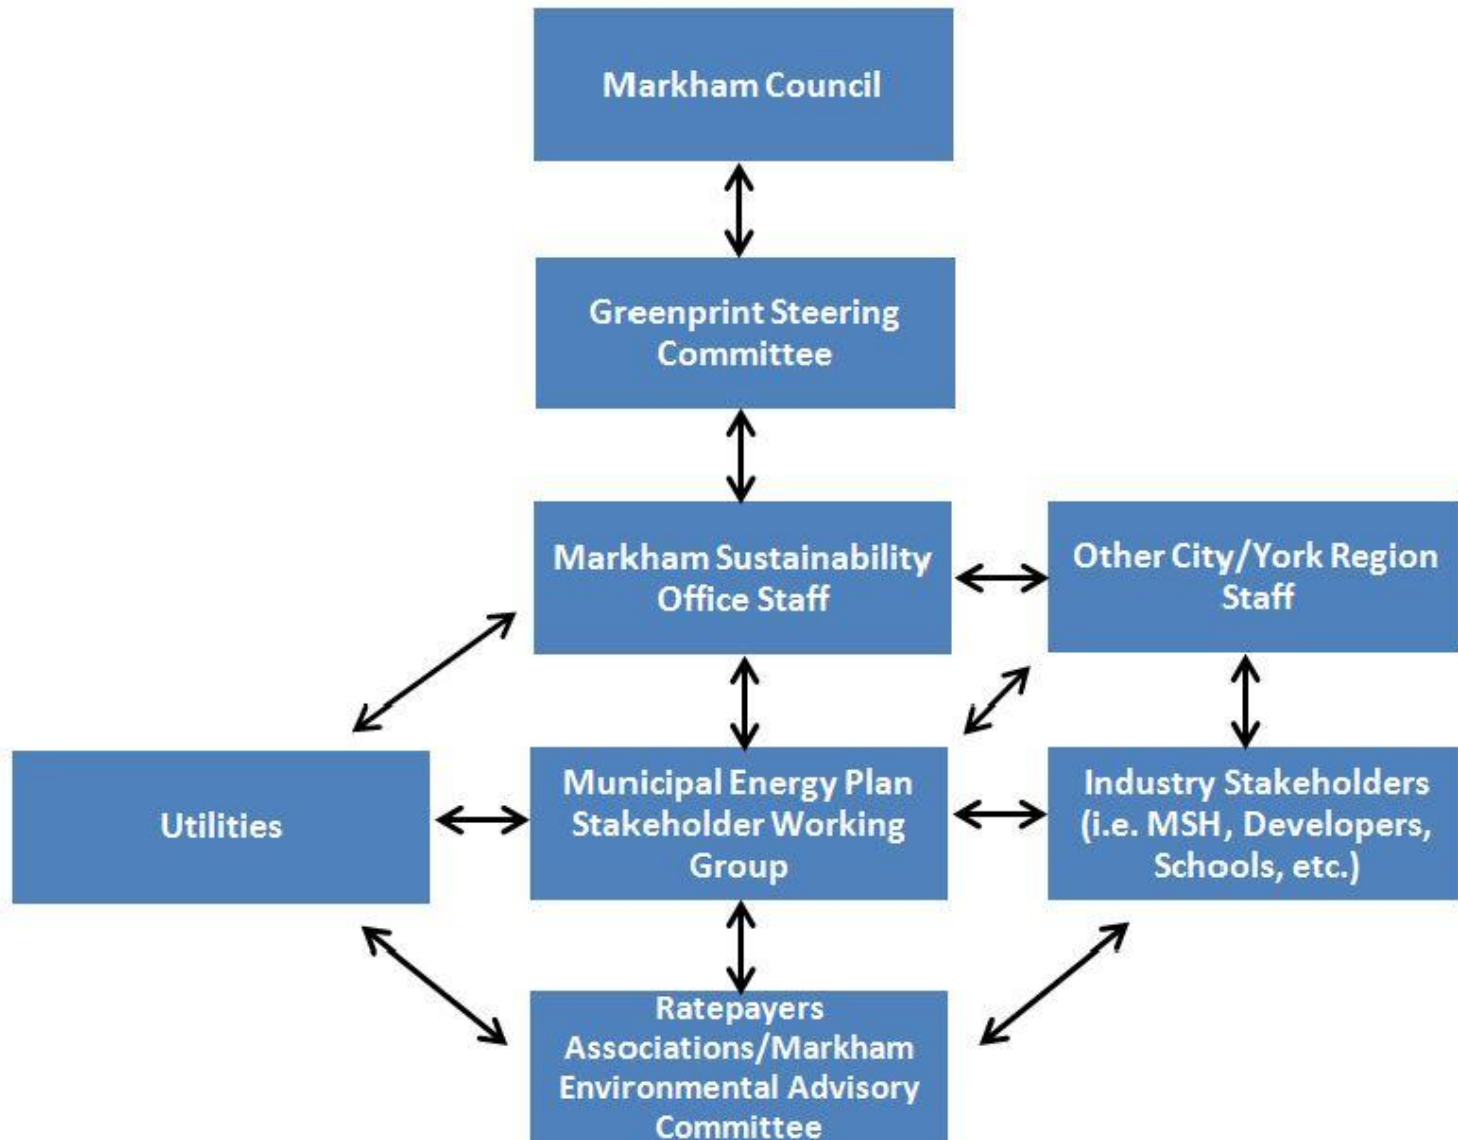 Markham Council
Greenprint Steering
Committee
Markham Sustainability
Office Staff
Other City/York Region
Staff
Utilities
Municipal Energy Plan
Stakeholder Working
Group
Industry Stakeholders
(i.e. MSH, Developers,
Schools, etc.)
Ratepayers
Associations/Markham
Environmental Advisory
Committee